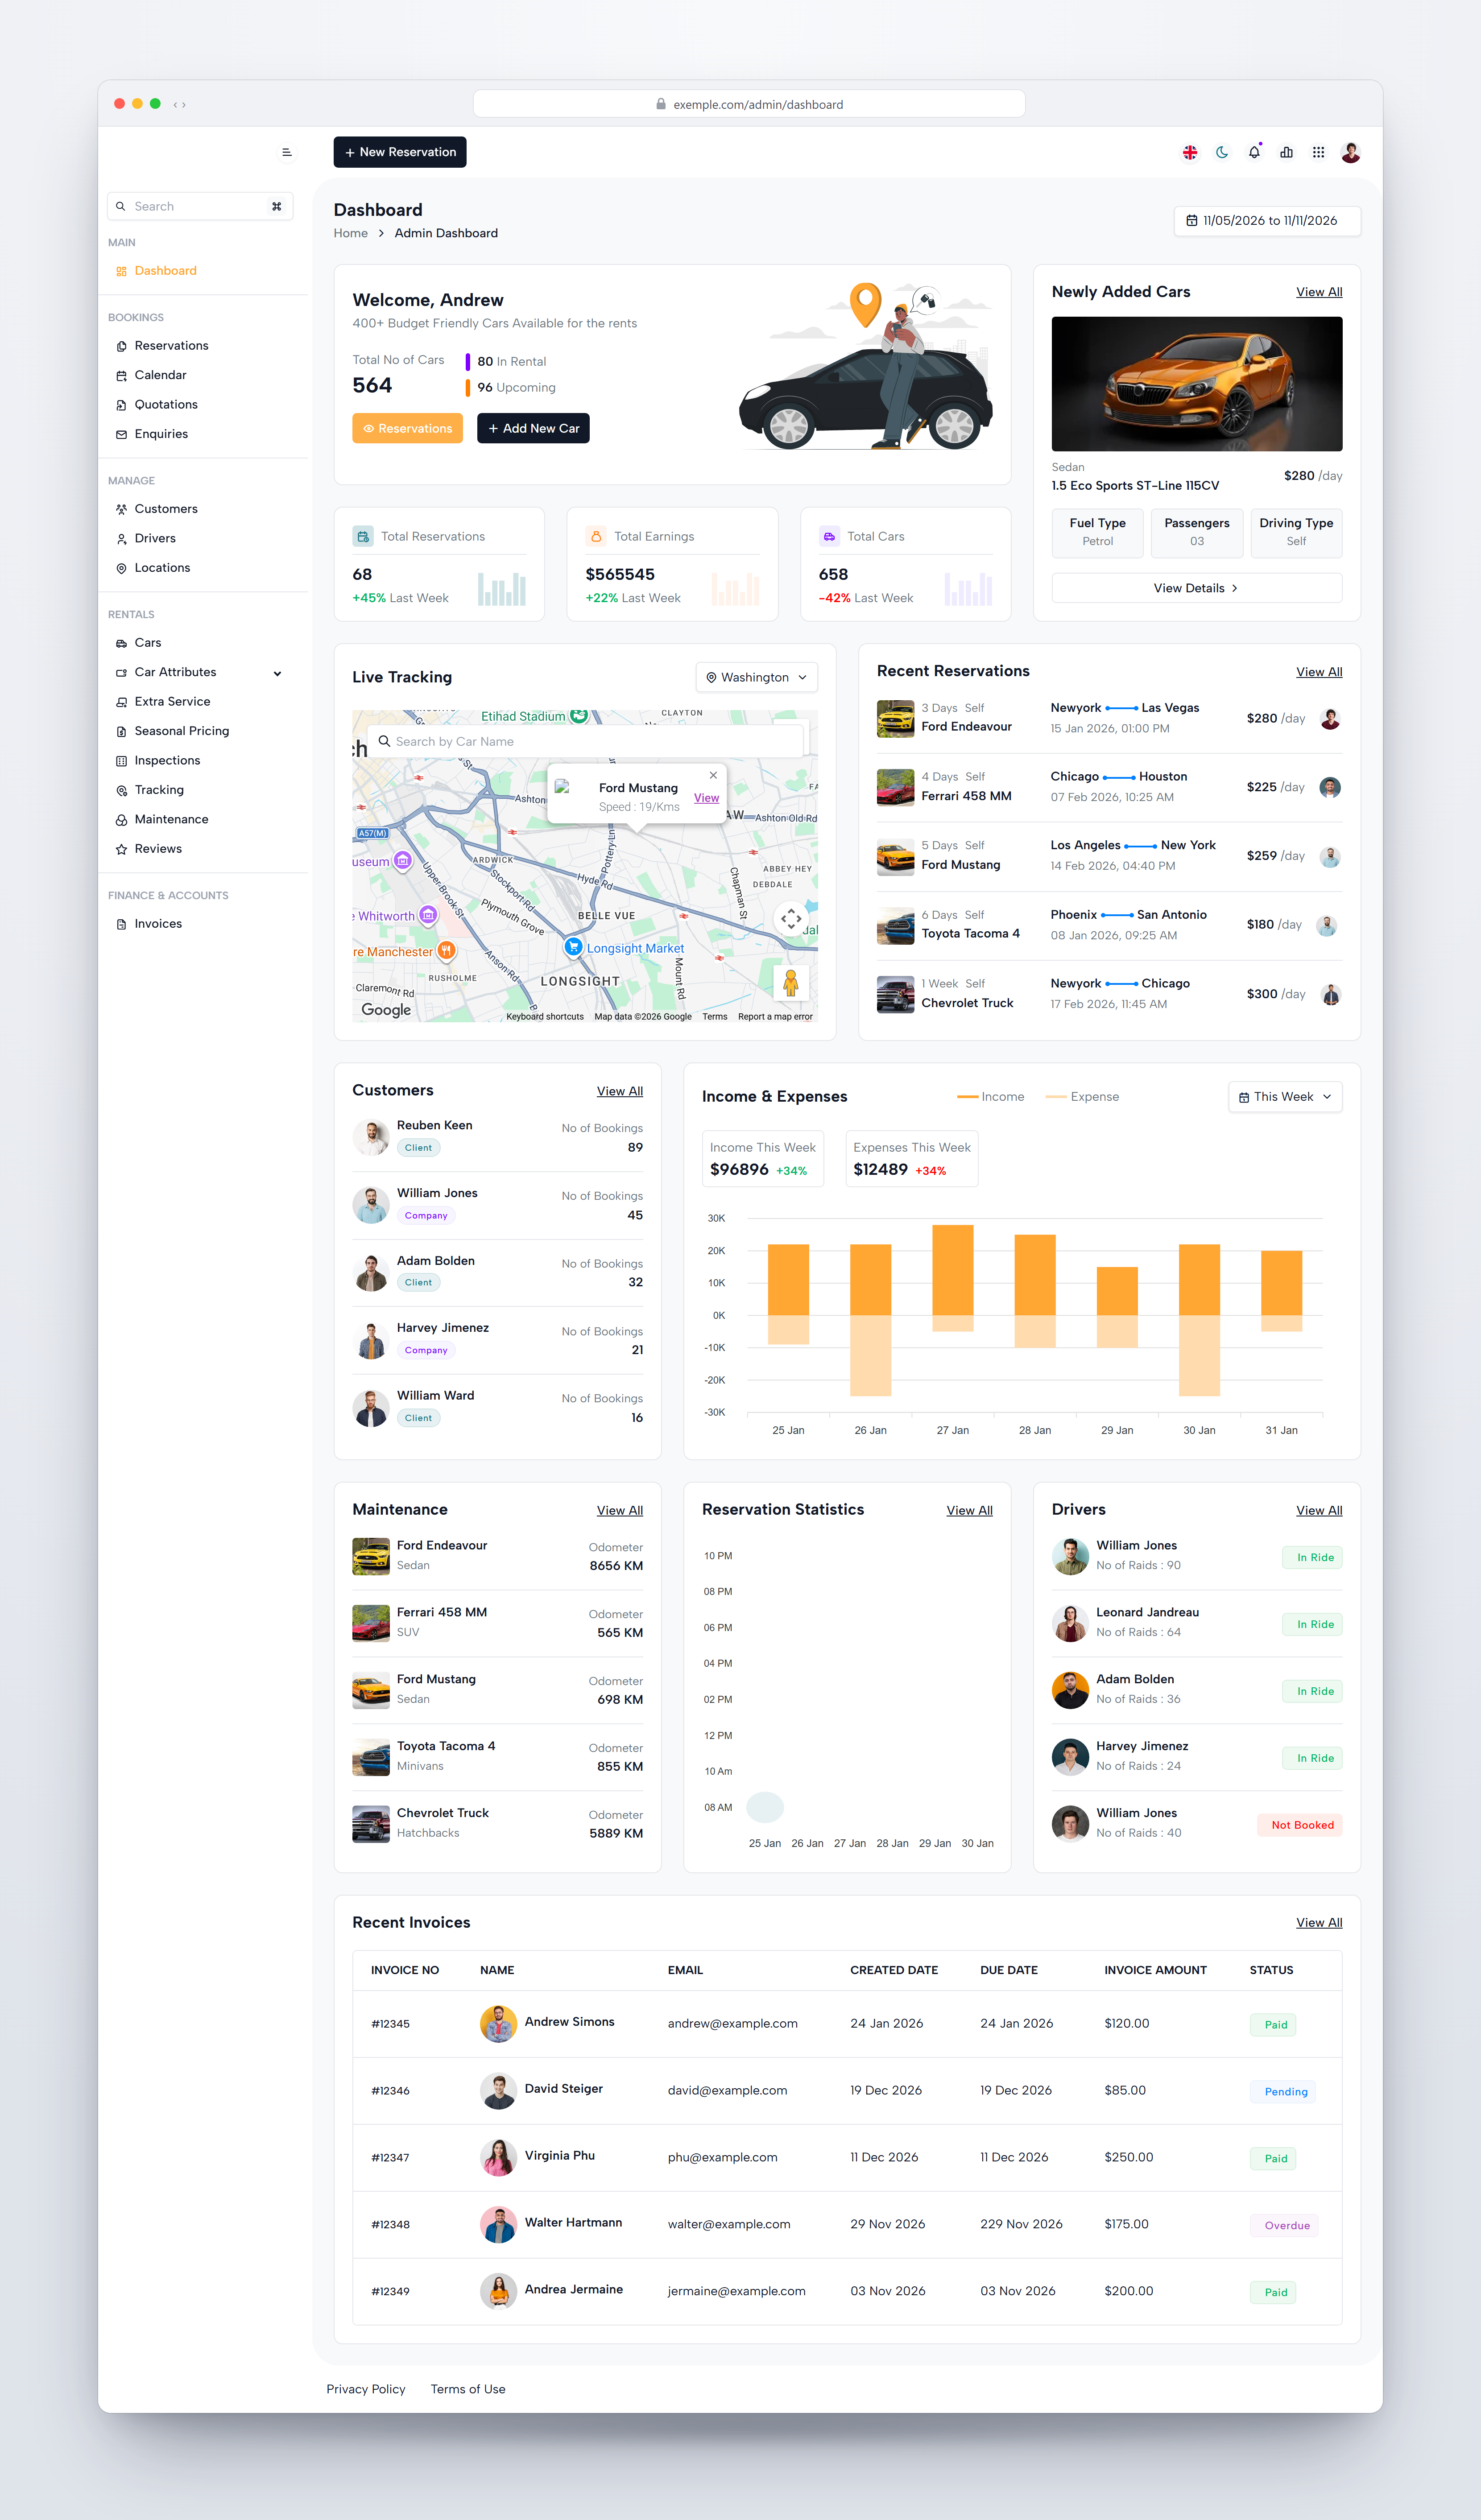 exemple.com/admin/dashboard
New Reservation
Search
MAIN
Dashboard
BOOKINGS
Reservations
Calendar
Quotations
Enquiries
MANAGE
Customers
Drivers
Locations
RENTALS
Cars
Car Attributes
Extra Service
Seasonal Pricing
Inspections
Tracking
Maintenance
Reviews
FINANCE & ACCOUNTS
Invoices
Dashboard
Home > Admin Dashboard
11/05/2026 to 11/11/2026
Welcome, Andrew
400+ Budget Friendly Cars Available for the rents
Total No of Cars
564
80 In Rental
96 Upcoming
Reservations
Add New Car
Newly Added Cars
View All
Sedan
1.5 Eco Sports ST-Line 115CV
$280 /day
Fuel Type
Petrol
Passengers
03
Driving Type
Self
View Details
Total Reservations
68
+45% Last Week
Total Earnings
$565545
+22% Last Week
Total Cars
658
-42% Last Week
Live Tracking
Washington
Etihad Stadium
CLAYTON
ch
Search by Car Name
FA
Ford Mustang
Speed : 19/Kms
View
Ashton
AW
Ashton Old Rd
A57(M)
Pottery Ln
useum
ARDWICK
ABBEY HEY
DEBDALE
Hyde Rd
Upper Brook St
Stockport Rd
Chapman St
Plymouth Grove
e Whitworth
BELLE VUE
dal
re Manchester
Longsight Market
Anson Rd
RUSHOLME
LONGSIGHT
Mount Rd
Claremont Rd
Google
Keyboard shortcuts
Map data ©2026 Google
Terms
Report a map error
Recent Reservations
View All
3 Days Self
Ford Endeavour
Newyork Las Vegas
15 Jan 2026, 01:00 PM
$280 /day
4 Days Self
Ferrari 458 MM
Chicago Houston
07 Feb 2026, 10:25 AM
$225 /day
5 Days Self
Ford Mustang
Los Angeles New York
14 Feb 2026, 04:40 PM
$259 /day
6 Days Self
Toyota Tacoma 4
Phoenix San Antonio
08 Jan 2026, 09:25 AM
$180 /day
1 Week Self
Chevrolet Truck
Newyork Chicago
17 Feb 2026, 11:45 AM
$300 /day
Customers
View All
Reuben Keen
Client
No of Bookings
89
William Jones
Company
No of Bookings
45
Adam Bolden
Client
No of Bookings
32
Harvey Jimenez
Company
No of Bookings
21
William Ward
Client
No of Bookings
16
Income & Expenses
Income
Expense
This Week
Income This Week
$96896 +34%
Expenses This Week
$12489 +34%
30K
20K
10K
0K
-10K
-20K
-30K
25 Jan 26 Jan 27 Jan 28 Jan 29 Jan 30 Jan 31 Jan
Maintenance
View All
Ford Endeavour
Sedan
Odometer
8656 KM
Ferrari 458 MM
SUV
Odometer
565 KM
Ford Mustang
Sedan
Odometer
698 KM
Toyota Tacoma 4
Minivans
Odometer
855 KM
Chevrolet Truck
Hatchbacks
Odometer
5889 KM
Reservation Statistics
View All
10 PM
08 PM
06 PM
04 PM
02 PM
12 PM
10 Am
08 AM
25 Jan 26 Jan 27 Jan 28 Jan 29 Jan 30 Jan
Drivers
View All
William Jones
No of Raids : 90
In Ride
Leonard Jandreau
No of Raids : 64
In Ride
Adam Bolden
No of Raids : 36
In Ride
Harvey Jimenez
No of Raids : 24
In Ride
William Jones
No of Raids : 40
Not Booked
Recent Invoices
View All
INVOICE NO NAME EMAIL CREATED DATE DUE DATE INVOICE AMOUNT STATUS
#12345 Andrew Simons andrew@example.com 24 Jan 2026 24 Jan 2026 $120.00 Paid
#12346 David Steiger david@example.com 19 Dec 2026 19 Dec 2026 $85.00 Pending
#12347 Virginia Phu phu@example.com 11 Dec 2026 11 Dec 2026 $250.00 Paid
#12348 Walter Hartmann walter@example.com 29 Nov 2026 229 Nov 2026 $175.00 Overdue
#12349 Andrea Jermaine jermaine@example.com 03 Nov 2026 03 Nov 2026 $200.00 Paid
Privacy Policy
Terms of Use